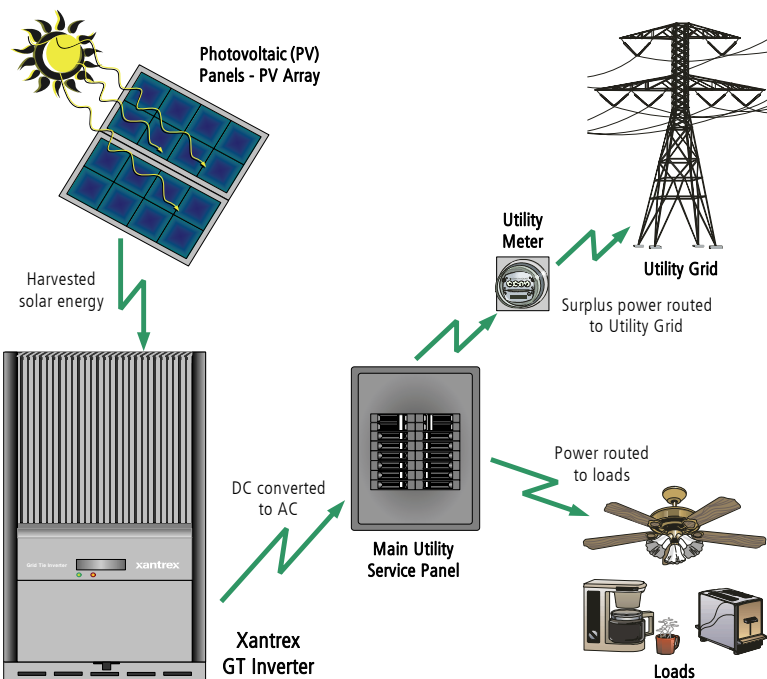 Photovoltaic (PV)
Panels - PV Array
Utility
Meter
Utility Grid
Harvested
solar energy
Surplus power routed
to Utility Grid
DC converted
to AC
Main Utility
Service Panel
Power routed
to loads
Grid Tie Inverter
xantrex
Xantrex
GT Inverter
Loads